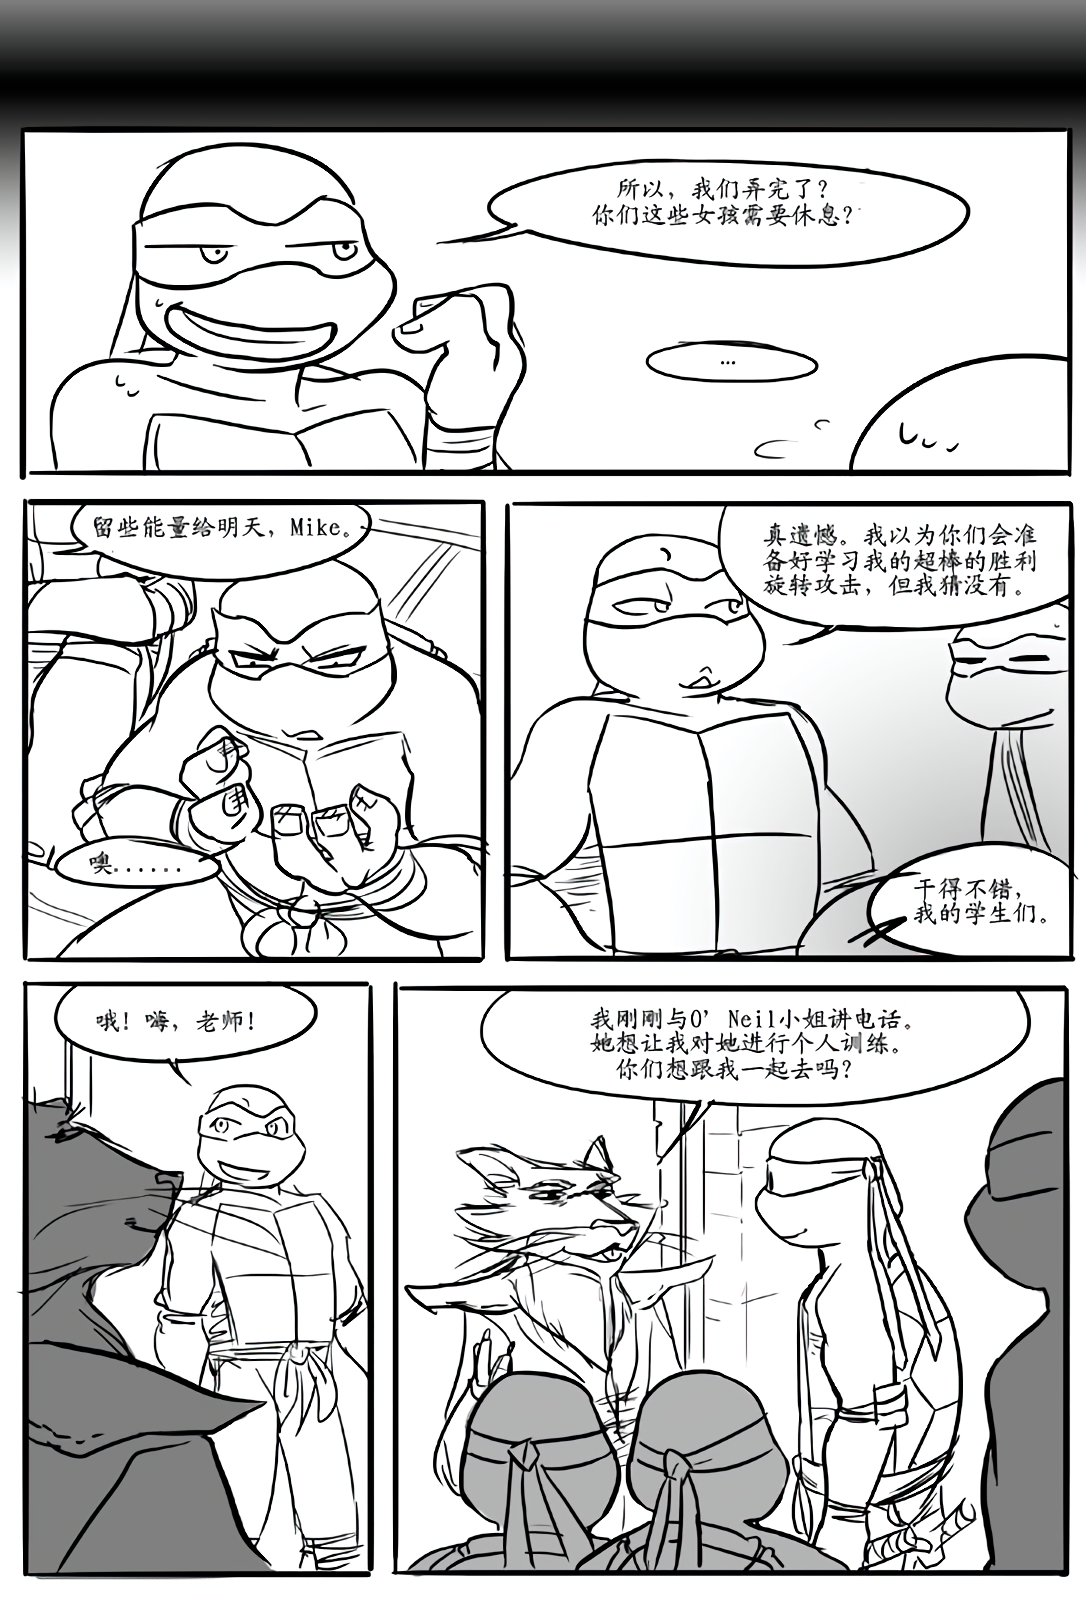 所以，我们弄完了？
你们这些女孩需要休息？
…
留些能量给明天，Mike。
噢......
真遗憾。我以为你们会准
备好学习我的超棒的胜利
旋转攻击，但我猜没有。
干得不错，
我的学生们。
哦！嗨，老师！
我刚刚与O' Neil小姐讲电话。
她想让我对她进行个人训练。
你们想跟我一起去吗？